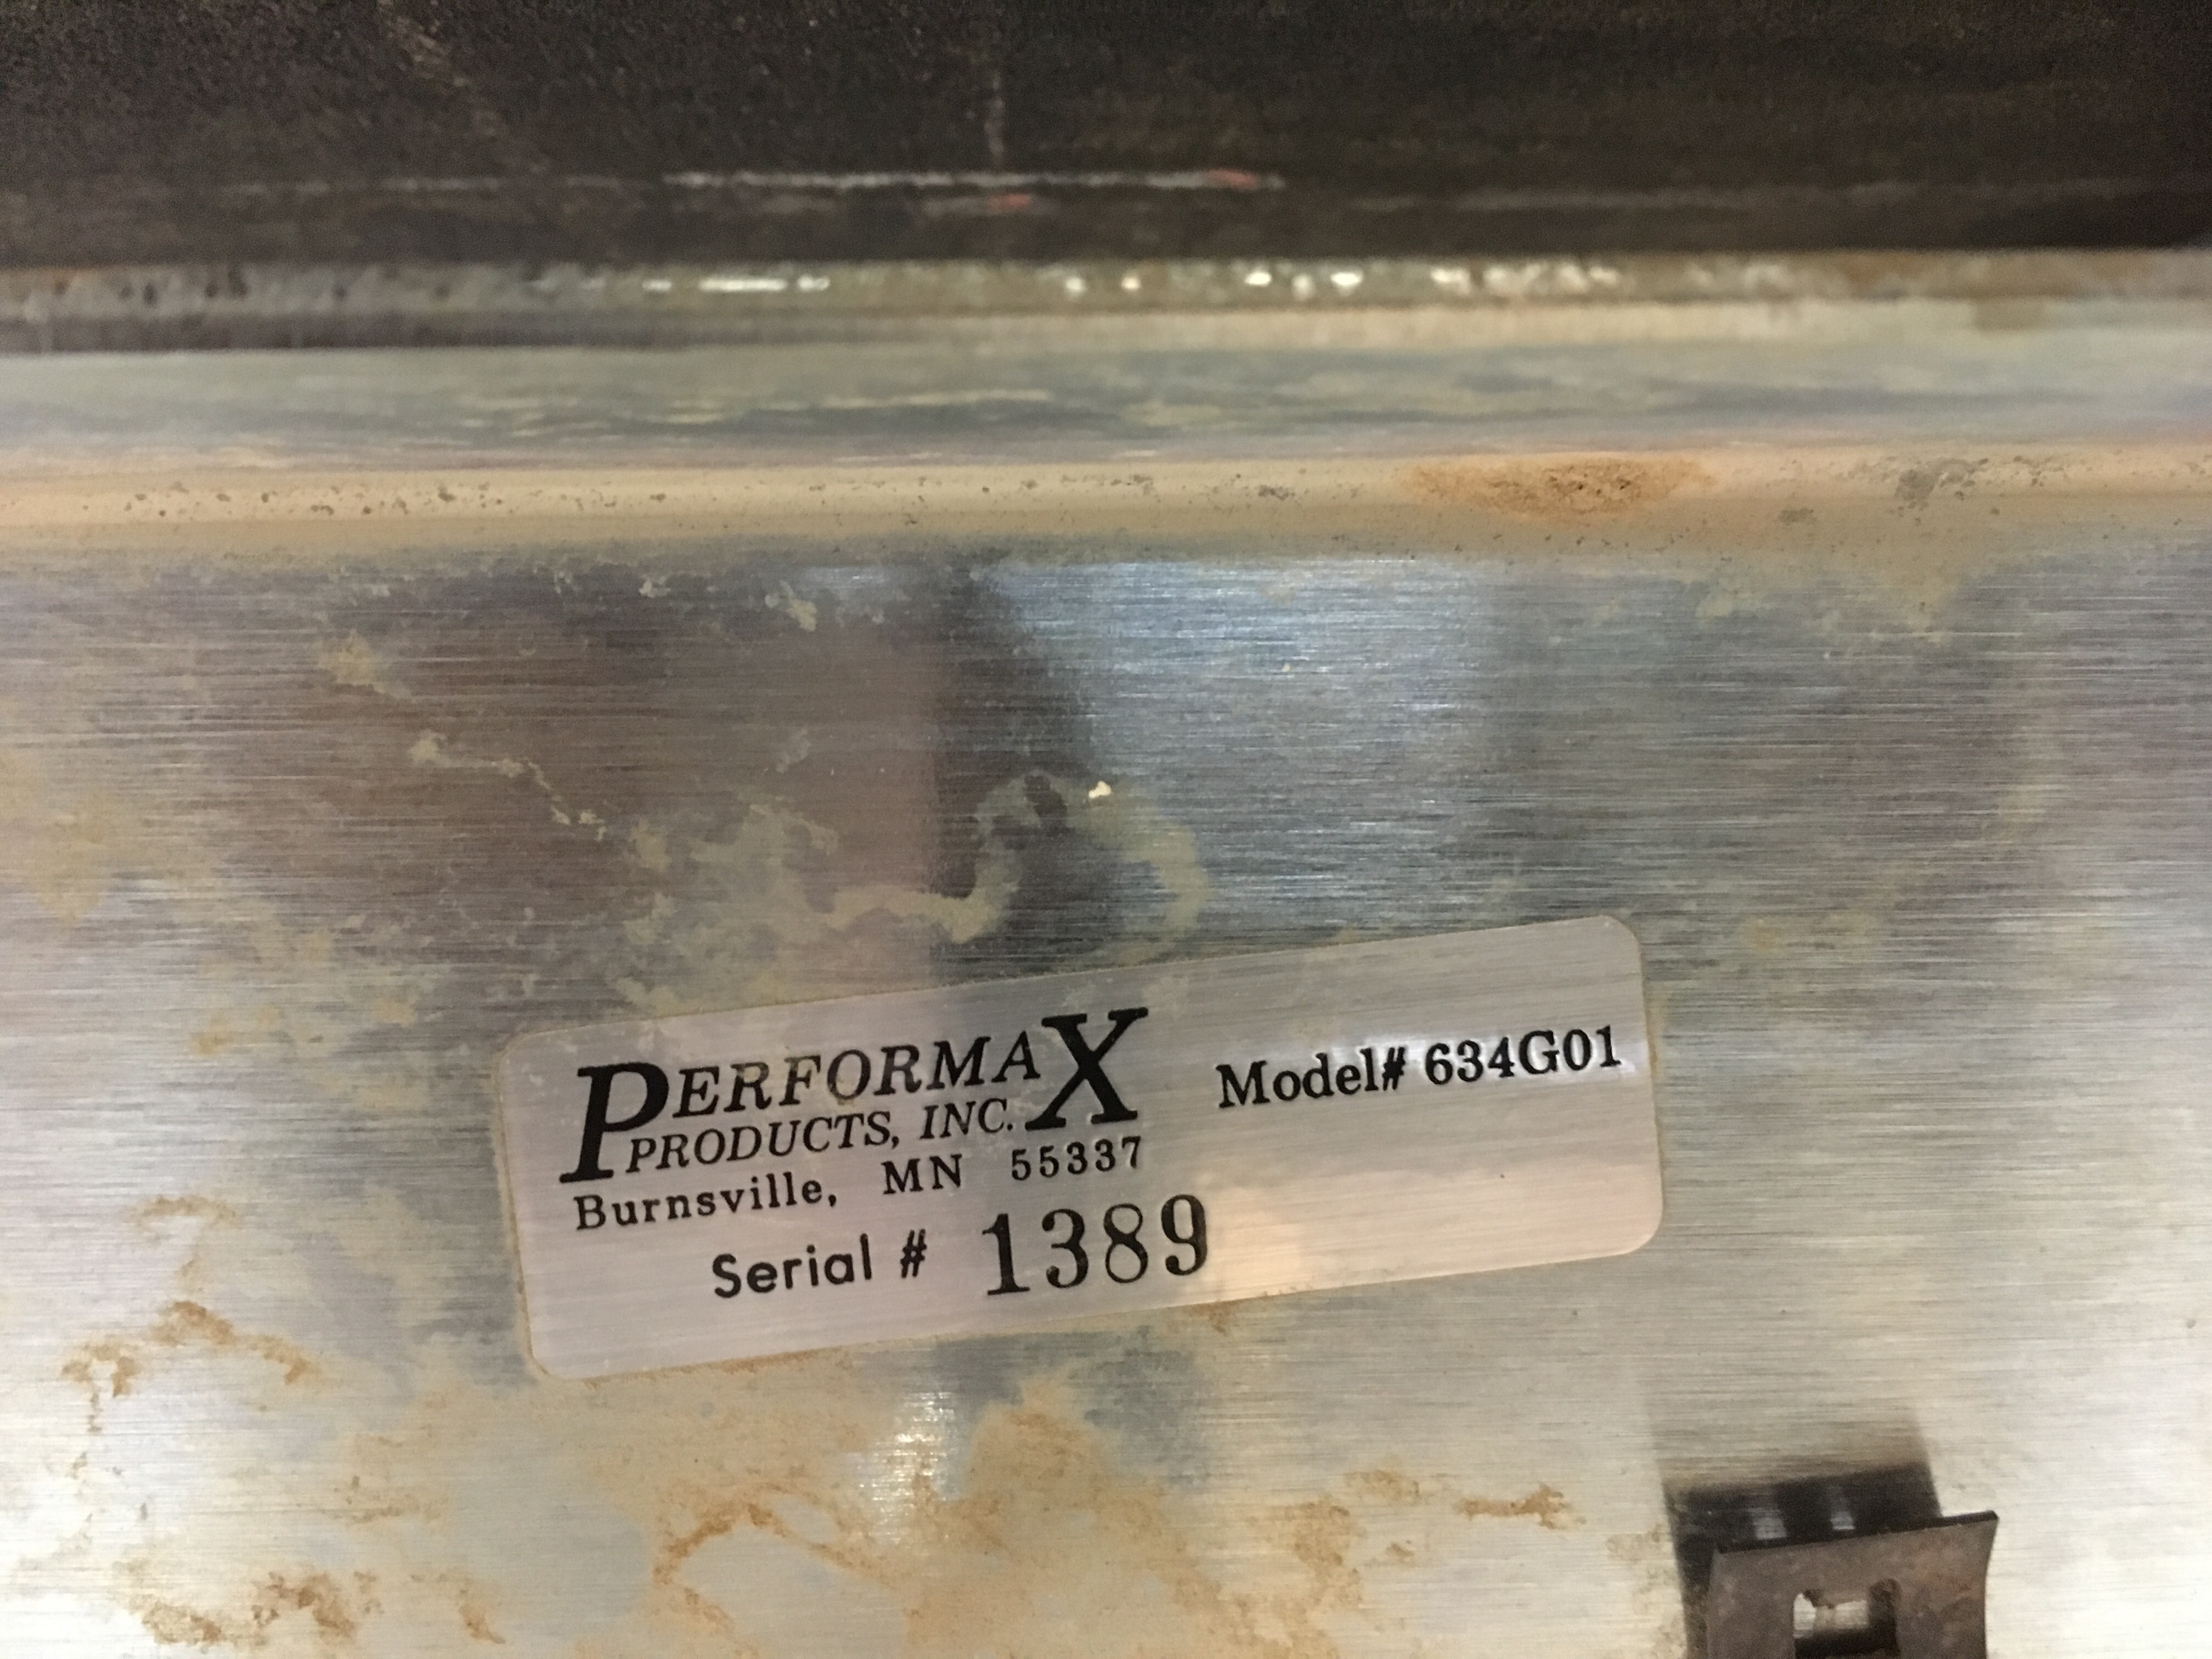 PERFORMAX Model# 634G01
PRODUCTS, INC.
Burnsville, MN 55337
Serial # 1389